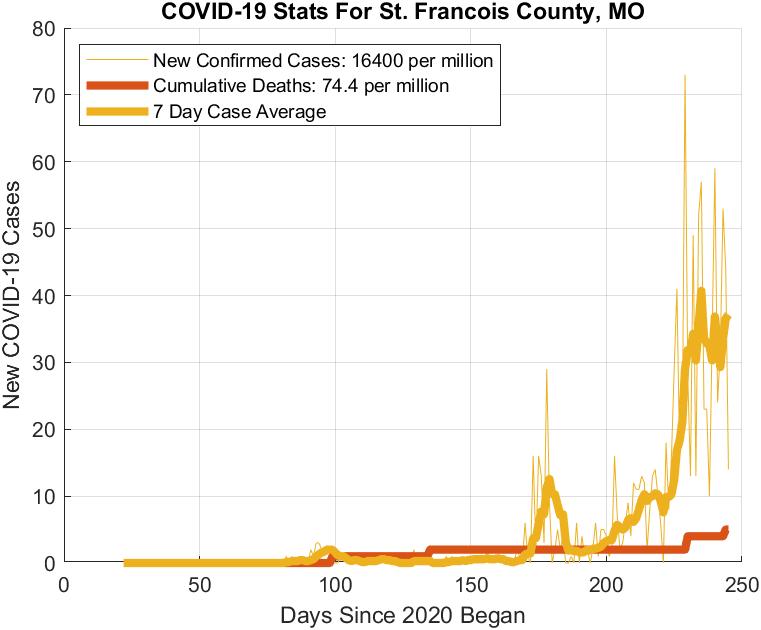 COVID-19 Stats For St. Francois County, MO
New Confirmed Cases: 16400 per million
Cumulative Deaths: 74.4 per million
7 Day Case Average
New COVID-19 Cases
80
70
60
50
40
30
20
10
0
0 50 100 150 200 250
Days Since 2020 Began